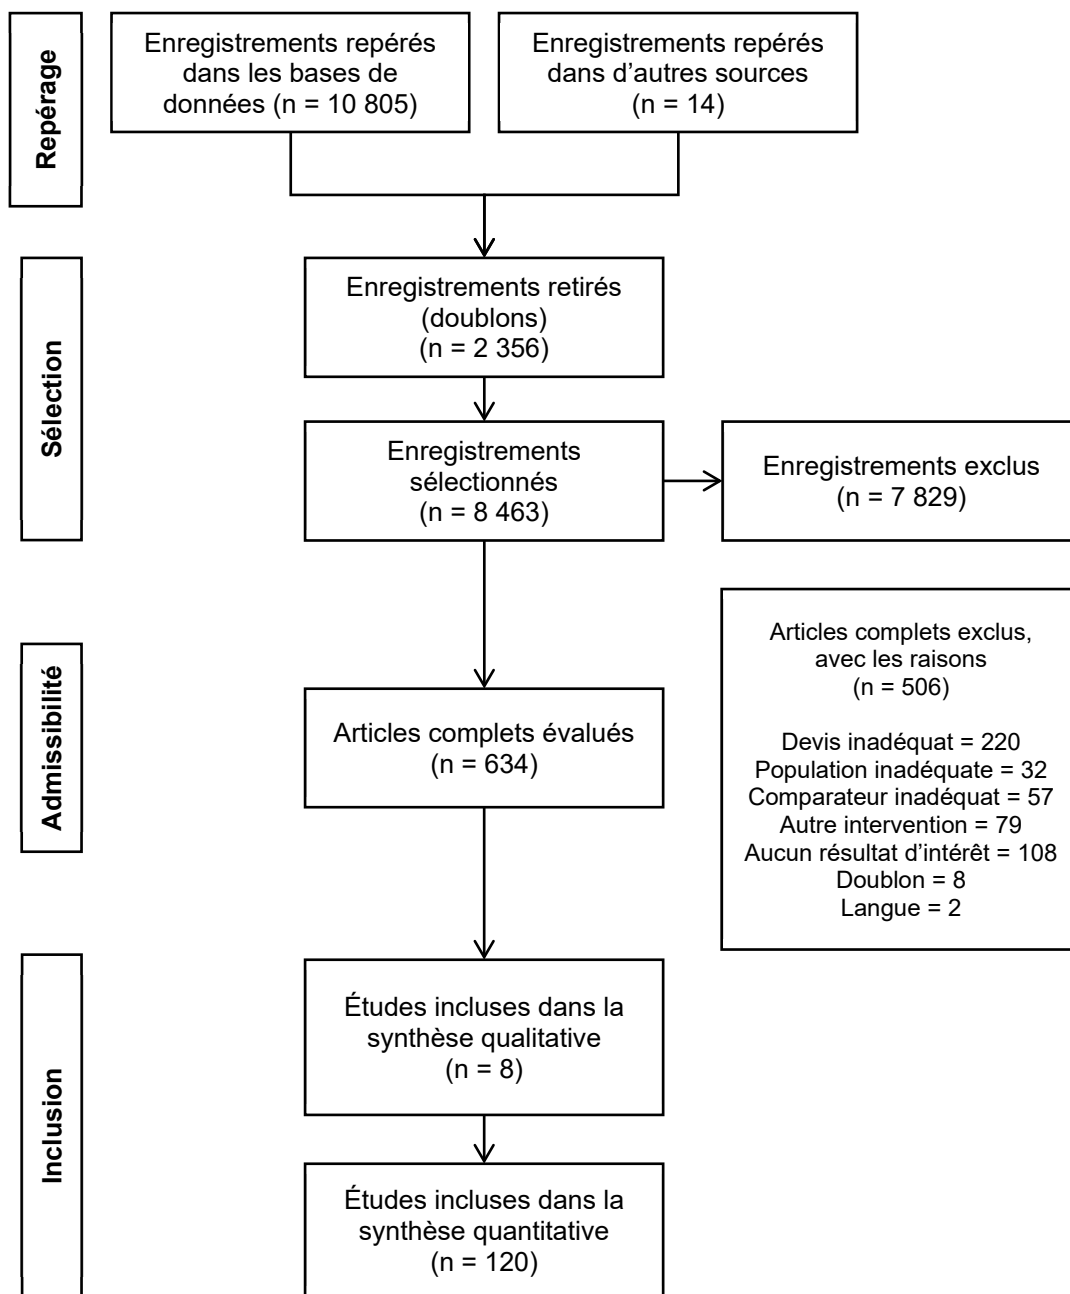 Repérage
Enregistrements repérés
dans les bases de
données (n = 10 805)
Enregistrements repérés
dans d’autres sources
(n = 14)
Sélection
Enregistrements retirés
(doublons)
(n = 2 356)
Enregistrements
sélectionnés
(n = 8 463)
Enregistrements exclus
(n = 7 829)
Admissibilité
Articles complets évalués
(n = 634)
Articles complets exclus,
avec les raisons
(n = 506)
Devis inadéquat = 220
Population inadéquate = 32
Comparateur inadéquat = 57
Autre intervention = 79
Aucun résultat d’intérêt = 108
Doublon = 8
Langue = 2
Inclusion
Études incluses dans la
synthèse qualitative
(n = 8)
Études incluses dans la
synthèse quantitative
(n = 120)